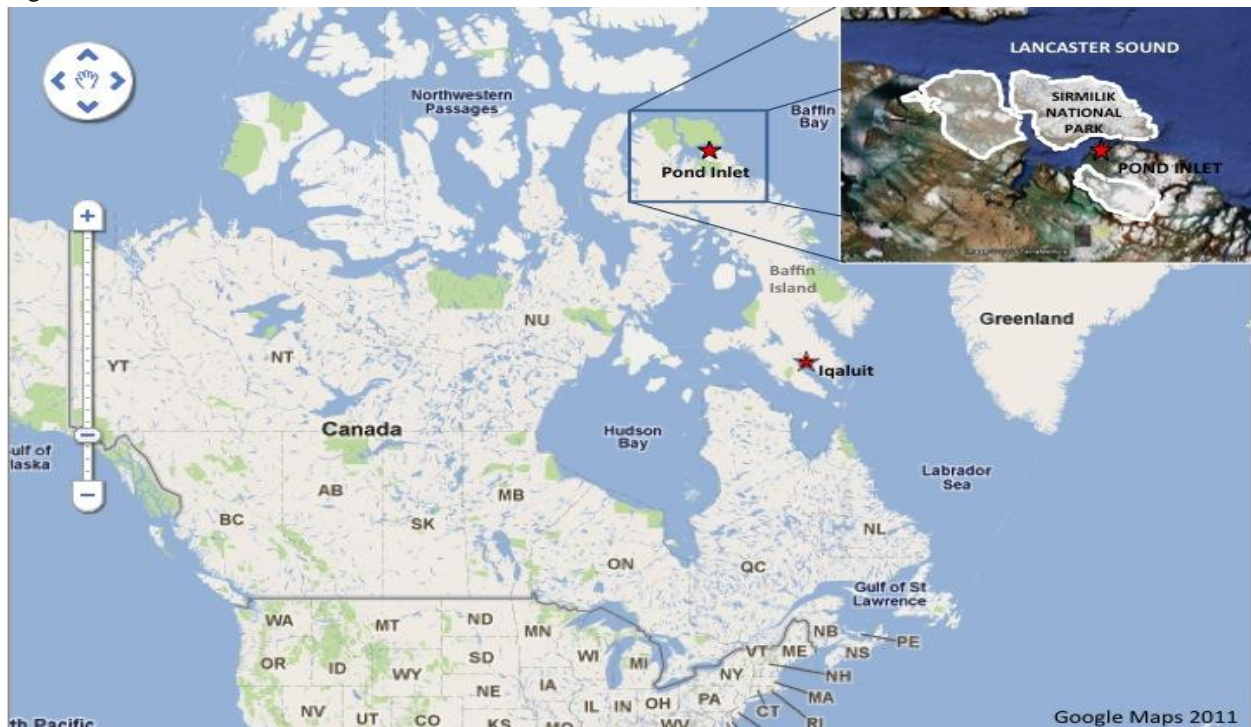 LANCASTER SOUND
Northwestern
Passages
Baffin
Bay
SIRMILIK
NATIONAL
PARK
POND INLET
Pond Inlet
Baffin
Island
Greenland
NU
NT
YT
Iqaluit
Canada
Hudson
Bay
Gulf of
Labrador
Sea
AB
MB
BC
SK
NL
ON
QC
Gulf of St
Lawrence
WA
MT
ND
MN
NB
PE
OR
ID
SD
WI
MI
VT
ME
NS
WY
NY
NH
NE
IA
MA
NV
UT
CO
KS
IL
IN
OH
PA
CT
RI
WV
th Pacific
Google Maps 2011